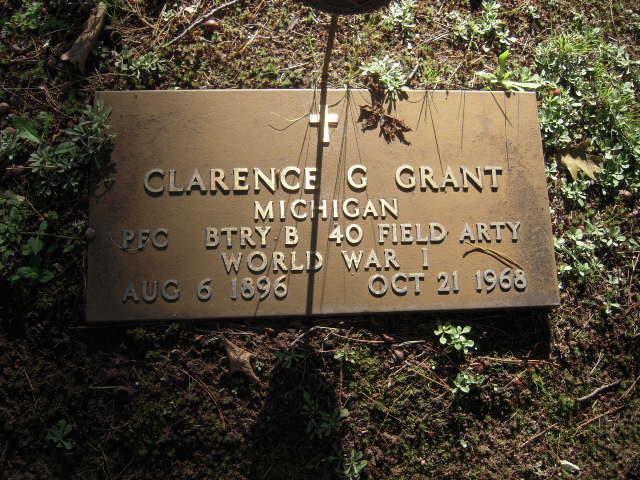 CLARENCE G GRANT
MICHIGAN
PFC BTRY B 40 FIELD ARTY
WORLD WAR I
AUG 6 1896 OCT 21 1968